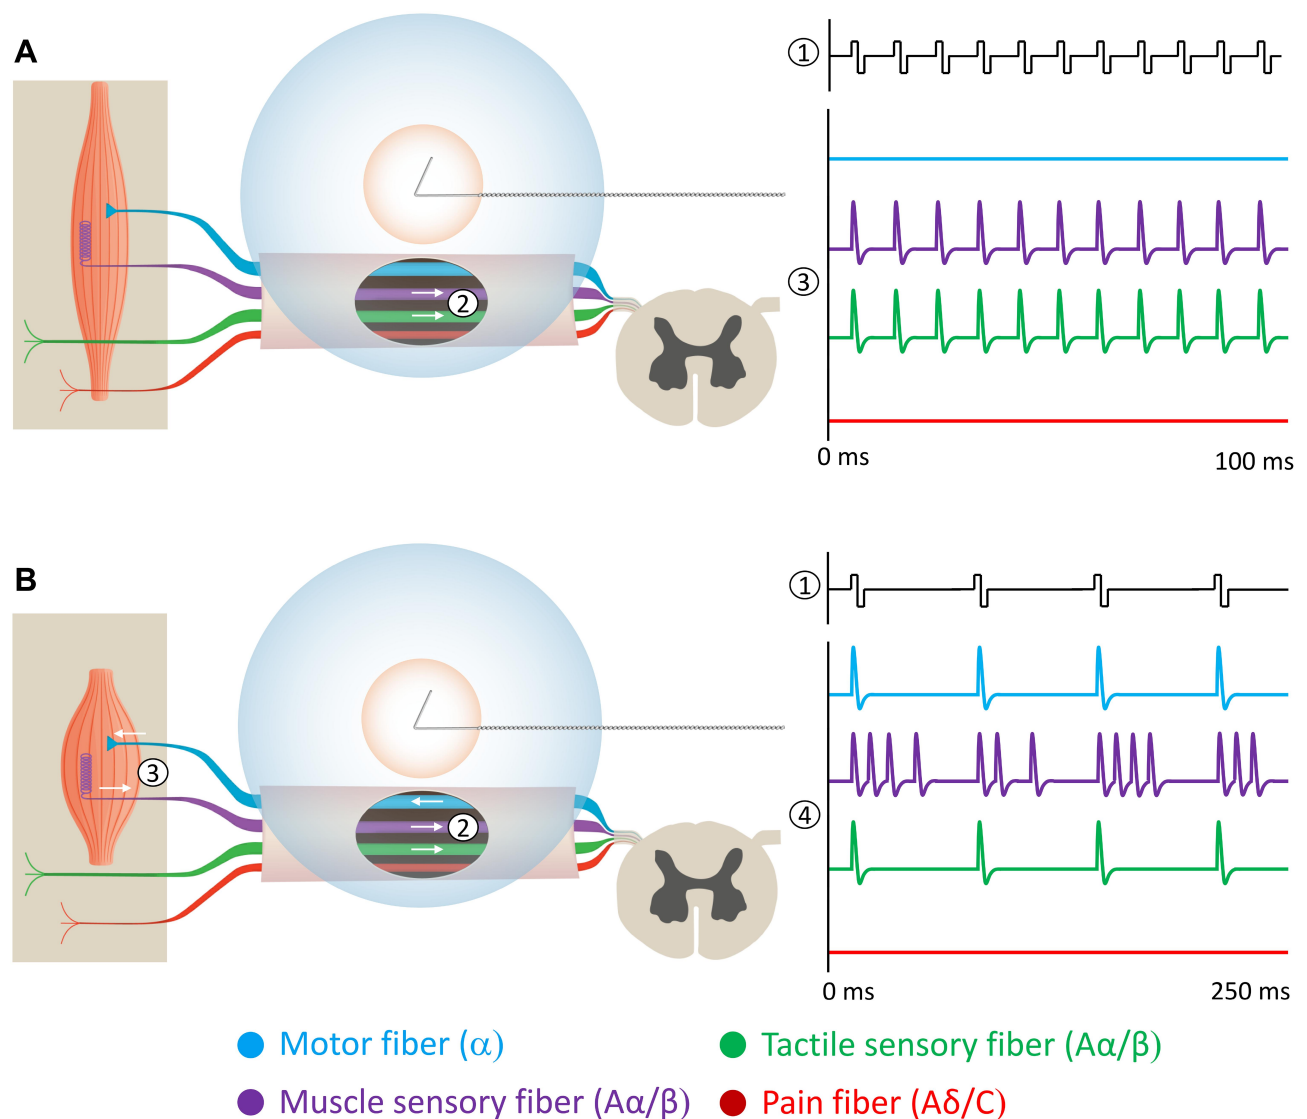 A
①
②
③
0 ms
100 ms
B
①
③
②
④
0 ms
250 ms
Motor fiber (α)
Tactile sensory fiber (Aα/β)
Muscle sensory fiber (Aα/β)
Pain fiber (Aδ/C)